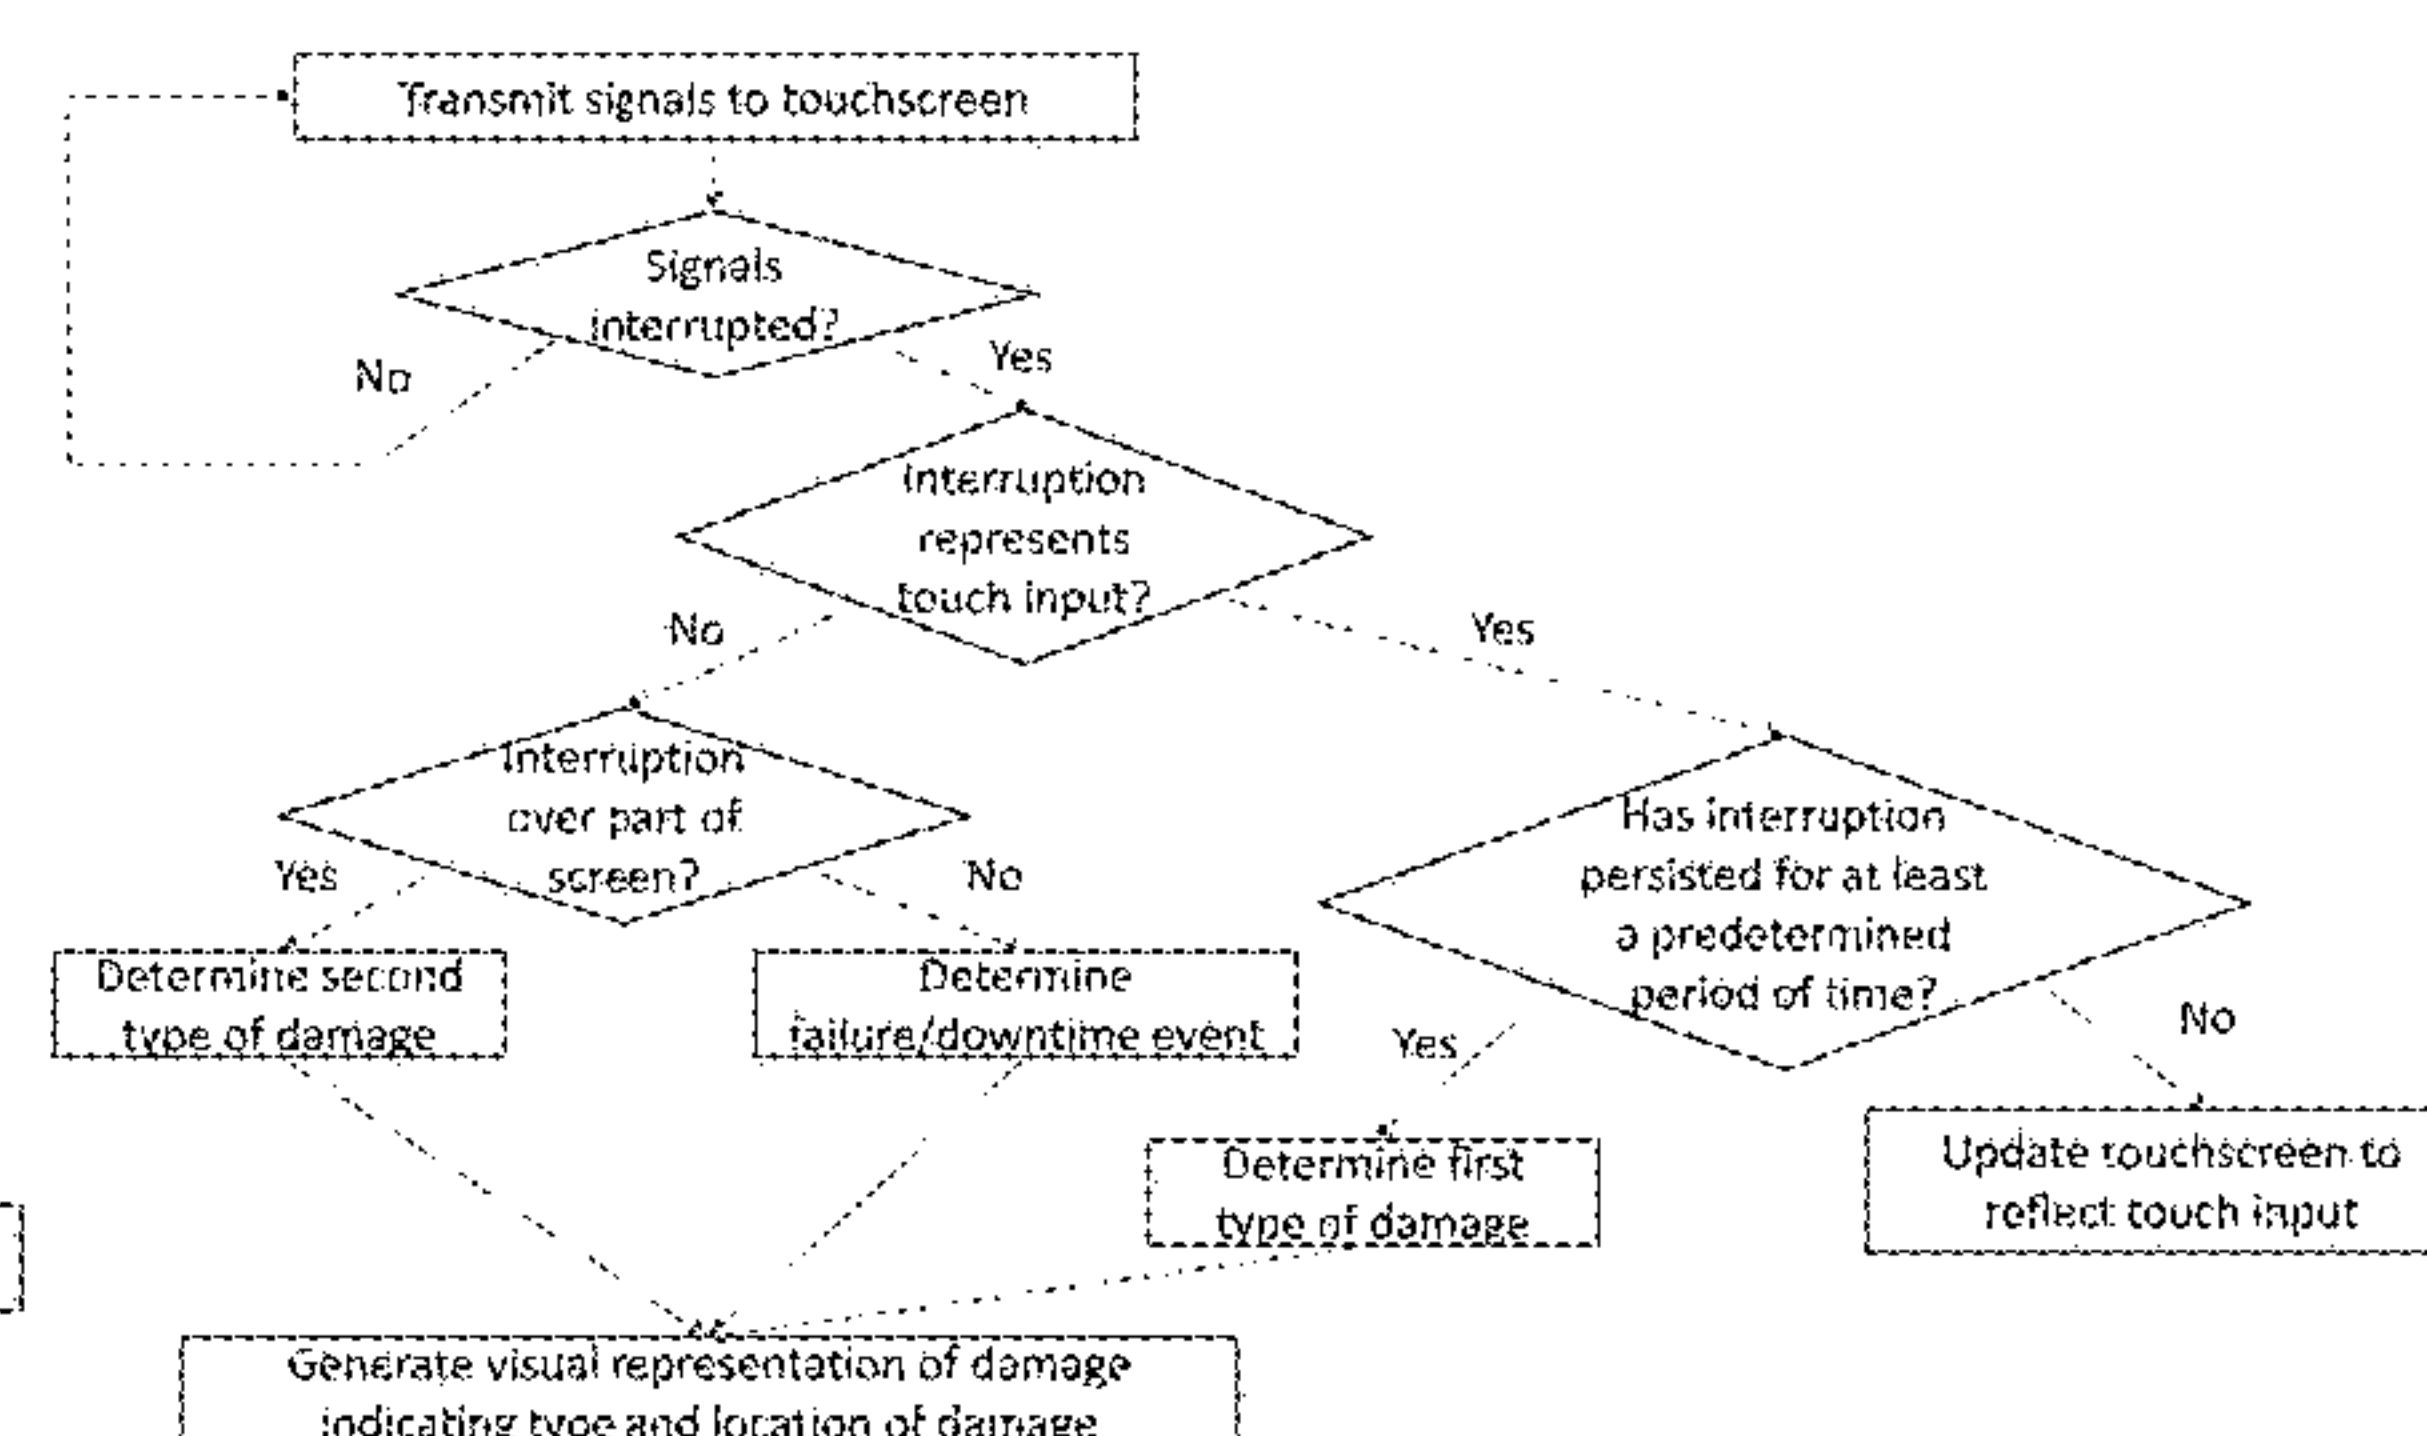 Transmit signals to touchscreen
Signals
interrupted?
No
Yes
Interruption
represents
touch input?
No
Yes
Interruption
over part of
screen?
Yes
No
Has interruption
persisted for at least
a predetermined
period of time?
Determine second
type of damage
Determine
failure/downtime event
Yes
No
Determine first
type of damage
Update touchscreen to
reflect touch input
Generate visual representation of damage
indicating type and location of damage